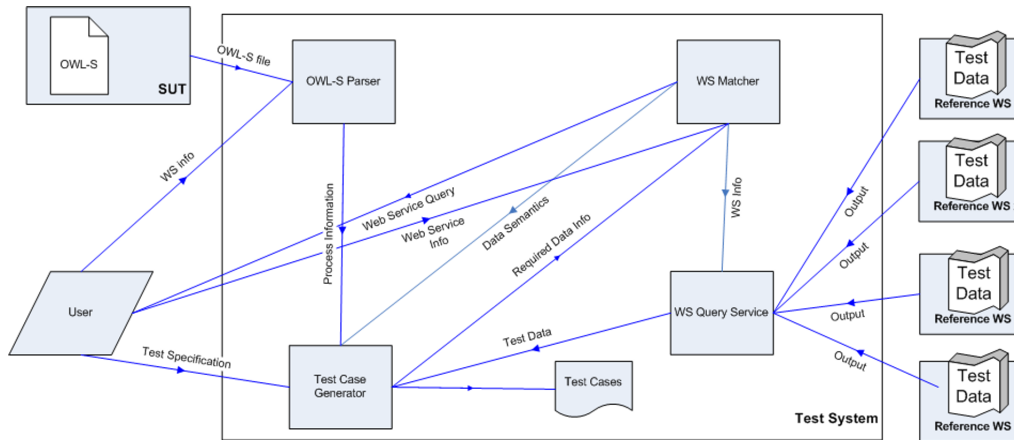 OWL-S
SUT
OWL-S file
OWL-S Parser
WS Matcher
Test
Data
Reference WS
Test
Data
Reference WS
Test
Data
Reference WS
Test
Data
Reference WS
WS info
Process Information
Web Service Query
Web Service
Info
Data Semantics
Required Data Info
WS Info
Output
Output
Output
Output
User
WS Query Service
Test Specification
Test Case
Generator
Test Data
Test Cases
Test System